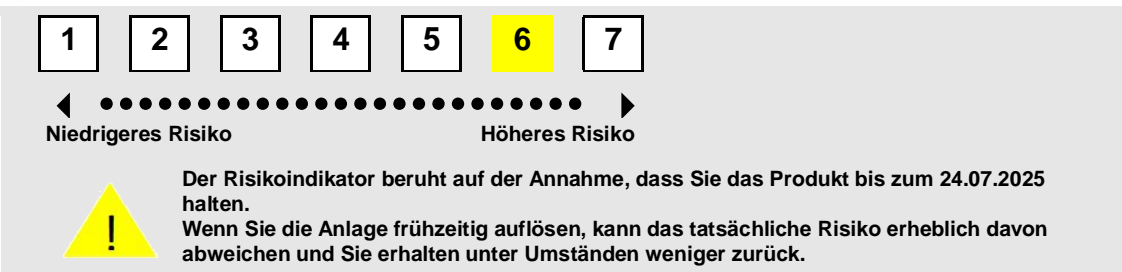 1 2 3 4 5 6 7
Niedrigeres Risiko Höheres Risiko
Der Risikoindikator beruht auf der Annahme, dass Sie das Produkt bis zum 24.07.2025
halten.
Wenn Sie die Anlage frühzeitig auflösen, kann das tatsächliche Risiko erheblich davon
abweichen und Sie erhalten unter Umständen weniger zurück.
!